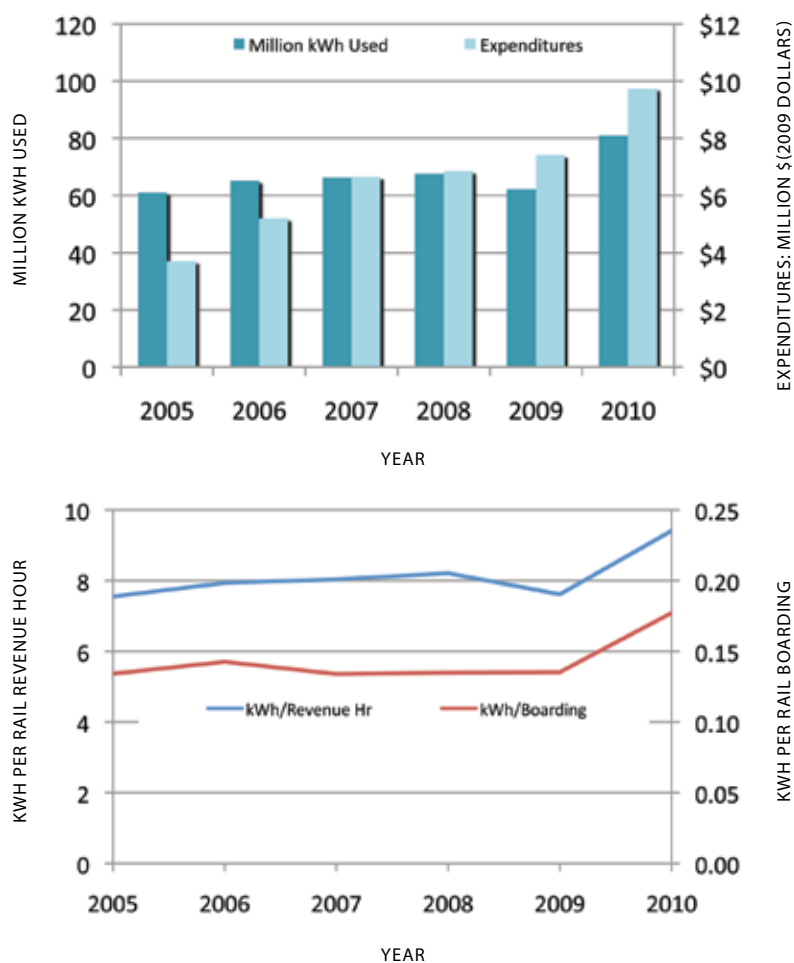 120
100
80
60
40
20
0
MILLION KWH USED
Million kWh Used
Expenditures
$12
$10
$8
$6
$4
$2
$0
EXPENDITURES: MILLION $(2009 DOLLARS)
2005 2006 2007 2008 2009 2010
YEAR
10
8
6
4
2
0
KWH PER RAIL REVENUE HOUR
kWh/Revenue Hr
kWh/Boarding
0.25
0.20
0.15
0.10
0.05
0.00
KWH PER RAIL BOARDING
2005 2006 2007 2008 2009 2010
YEAR